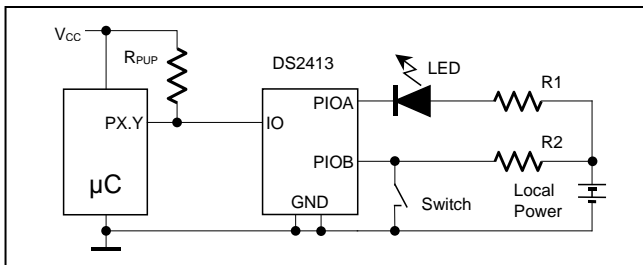 VCC
RPUP
DS2413
LED
R1
PIOA
PX.Y
IO
R2
PIOB
µC
GND
Switch
Local
Power